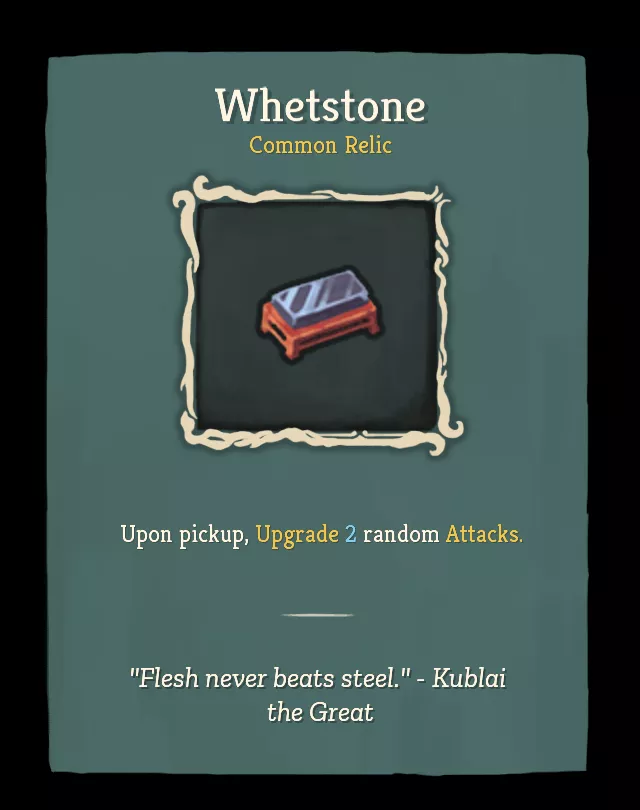 Whetstone
Common Relic
Upon pickup, Upgrade 2 random Attacks.
"Flesh never beats steel." - Kublai
the Great